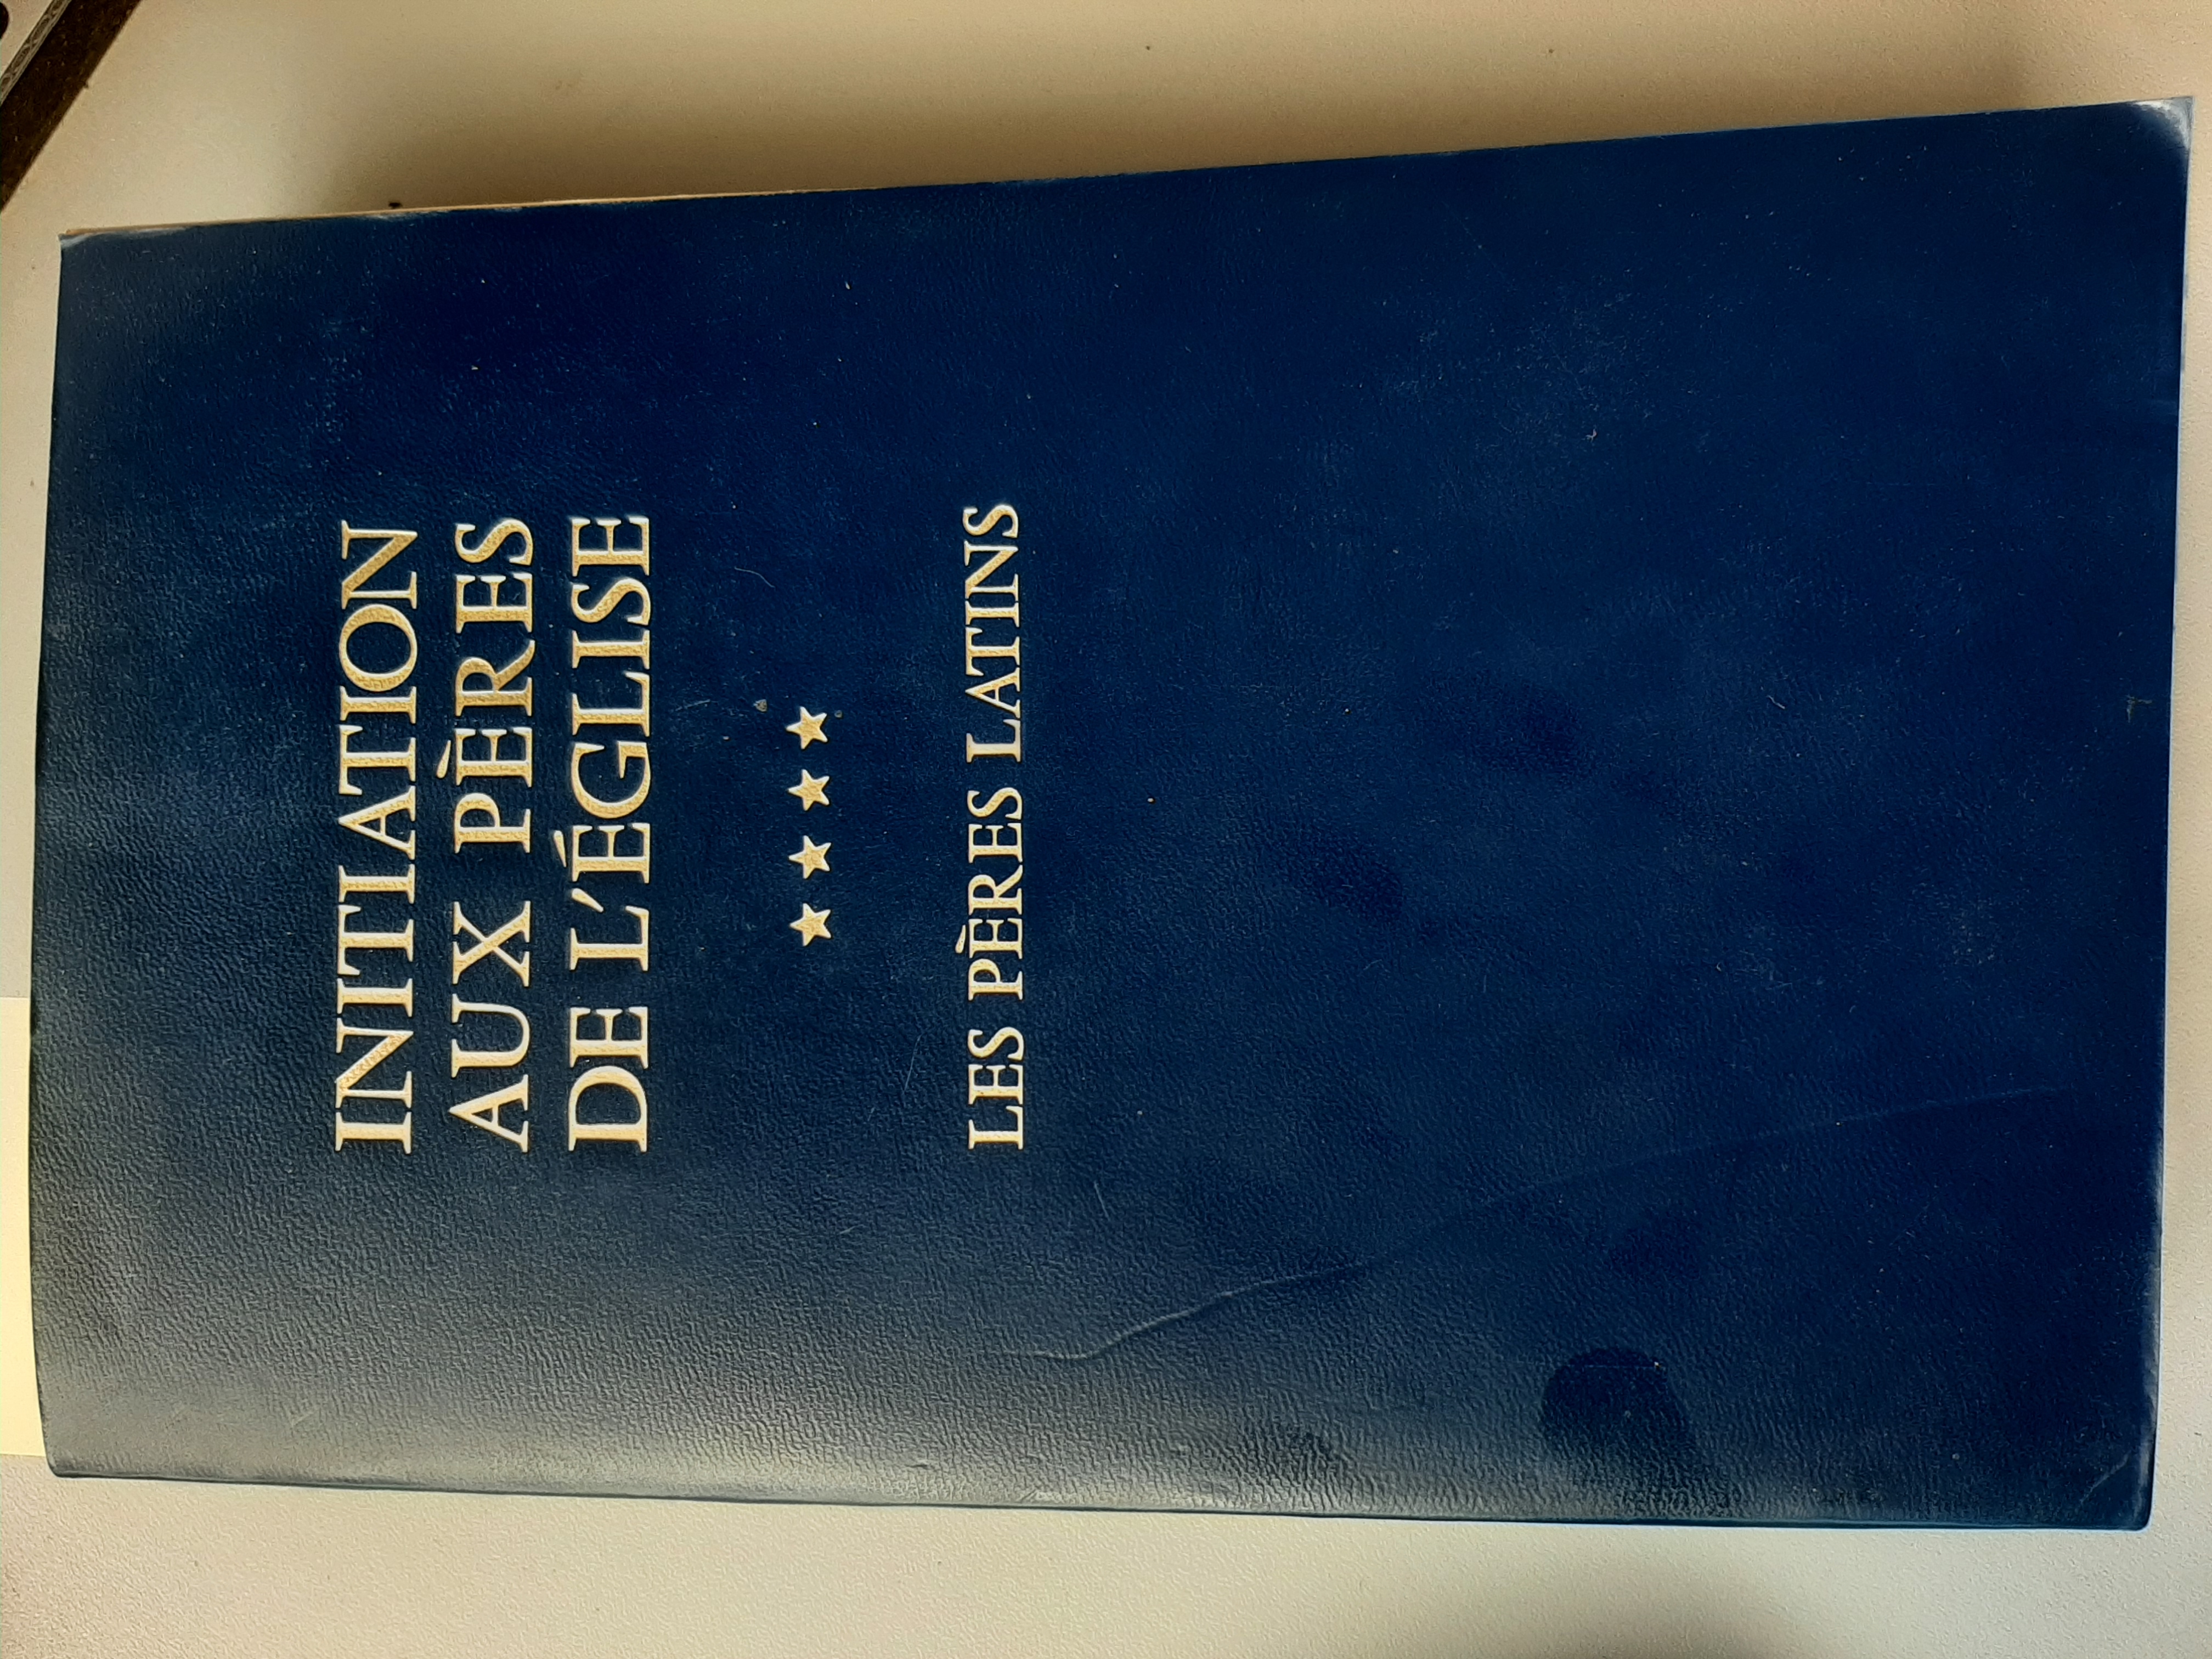 INITIATION
AUX PÈRES
DE L'ÉGLISE
★ ★ ★ ★
LES PÈRES LATINS